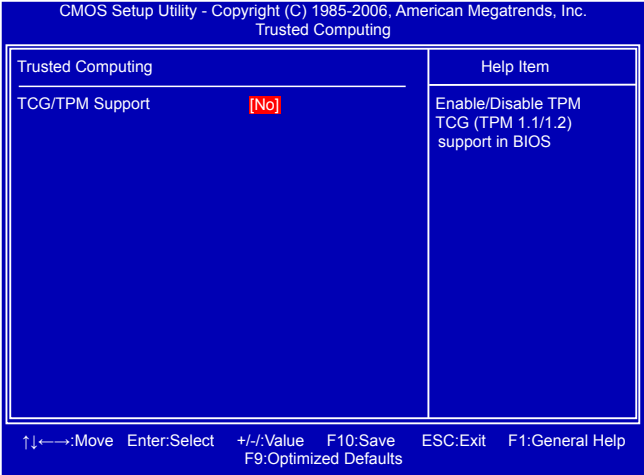 CMOS Setup Utility - Copyright (C) 1985-2006, American Megatrends, Inc.
Trusted Computing
Trusted Computing
Help Item
TCG/TPM Support [No]
Enable/Disable TPM
TCG (TPM 1.1/1.2)
support in BIOS
↑↓←→:Move Enter:Select +/-/:Value F10:Save ESC:Exit F1:General Help
F9:Optimized Defaults